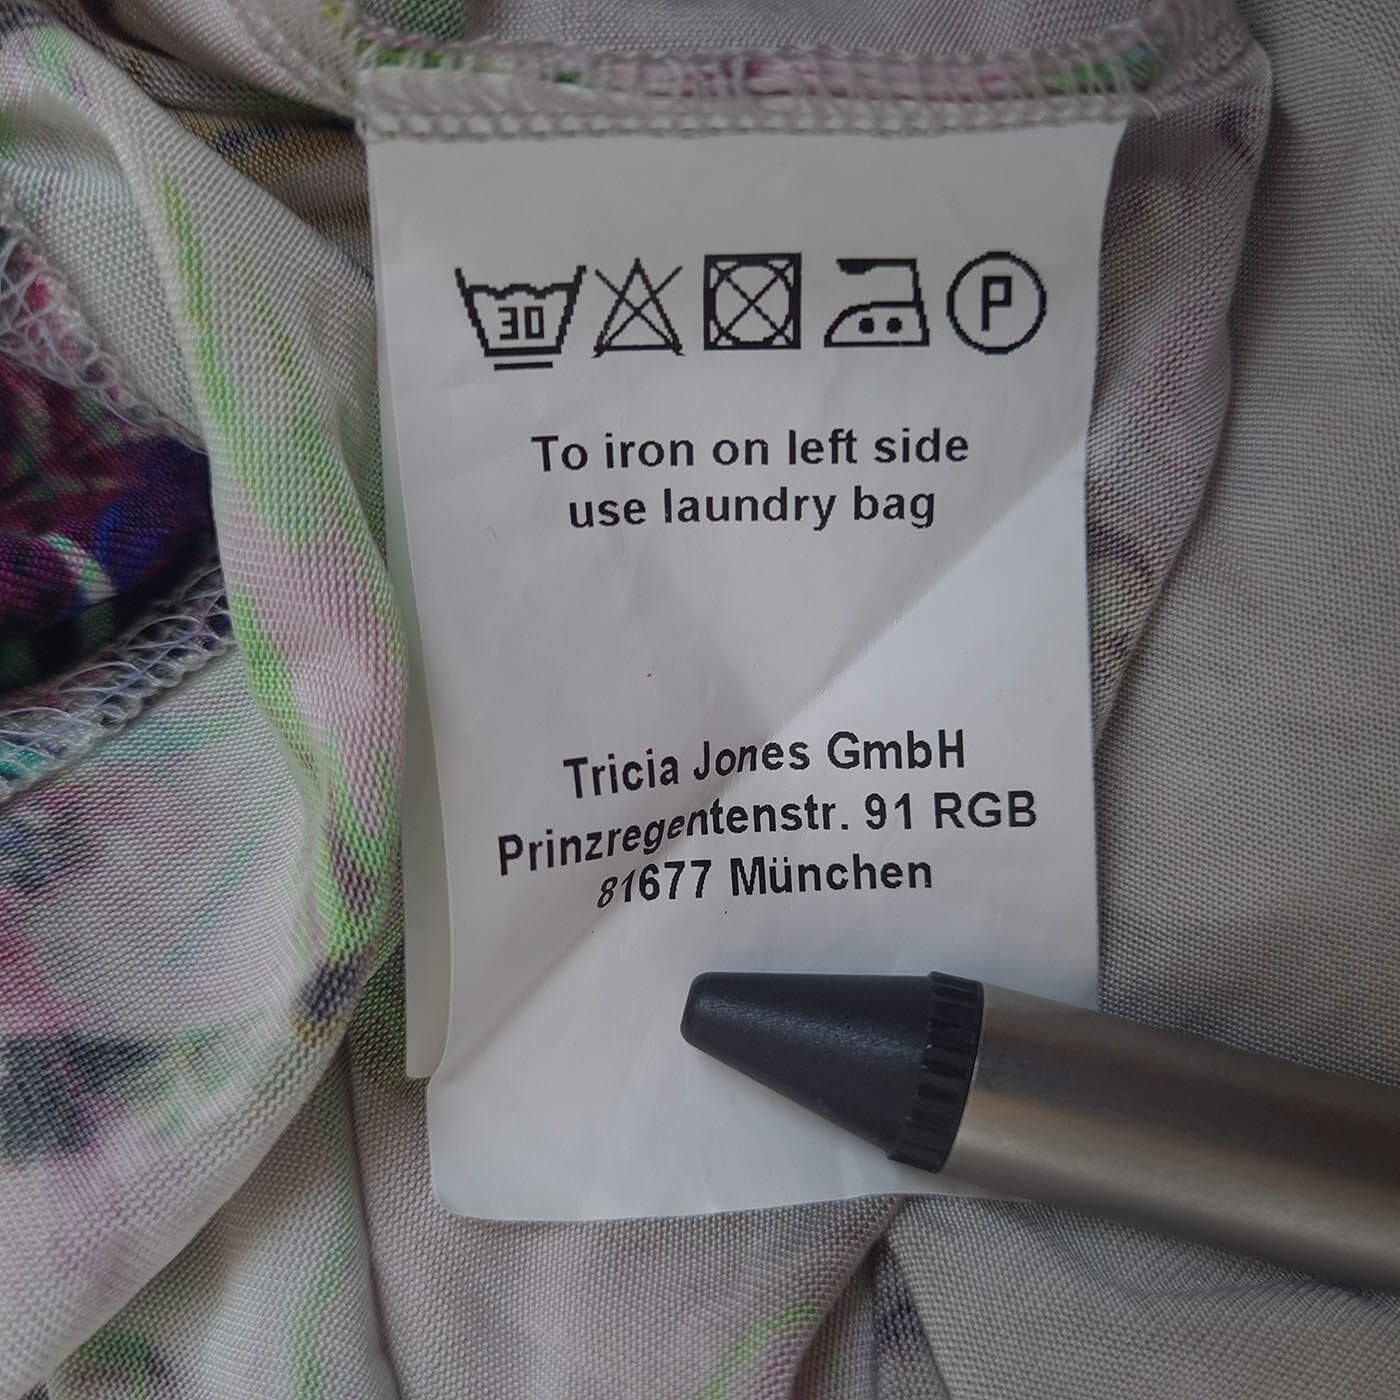 30 P
To iron on left side
use laundry bag
Tricia Jones GmbH
Prinzregentenstr. 91 RGB
81677 München